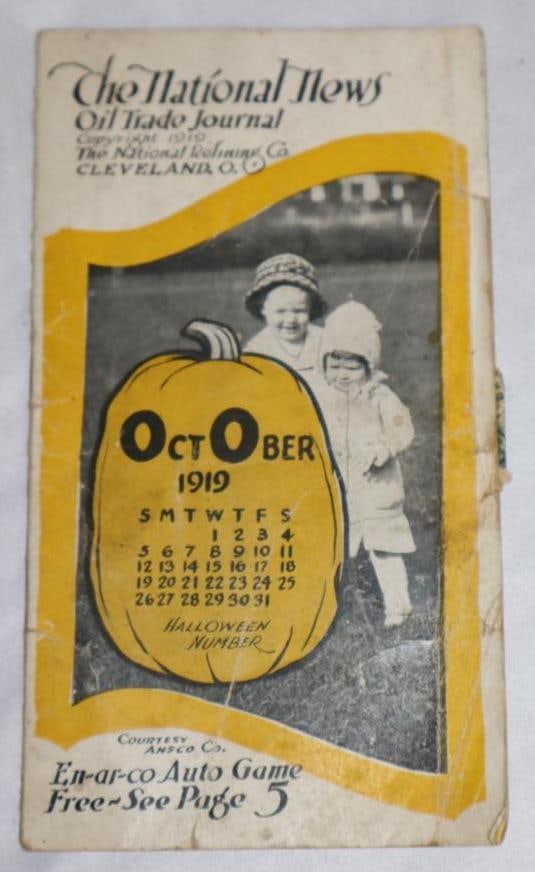 The National News
Oil Trade Journal
Copyright 1919
The National Refining Co.
CLEVELAND, O.
OctOBER
1919
S M T W T F S
1 2 3 4
5 6 7 8 9 10 11
12 13 14 15 16 17 18
19 20 21 22 23 24 25
26 27 28 29 30 31
HALLOWEEN
NUMBER
COURTESY
ANSCO CO.
En-ar-co Auto Game
Free-See Page 5